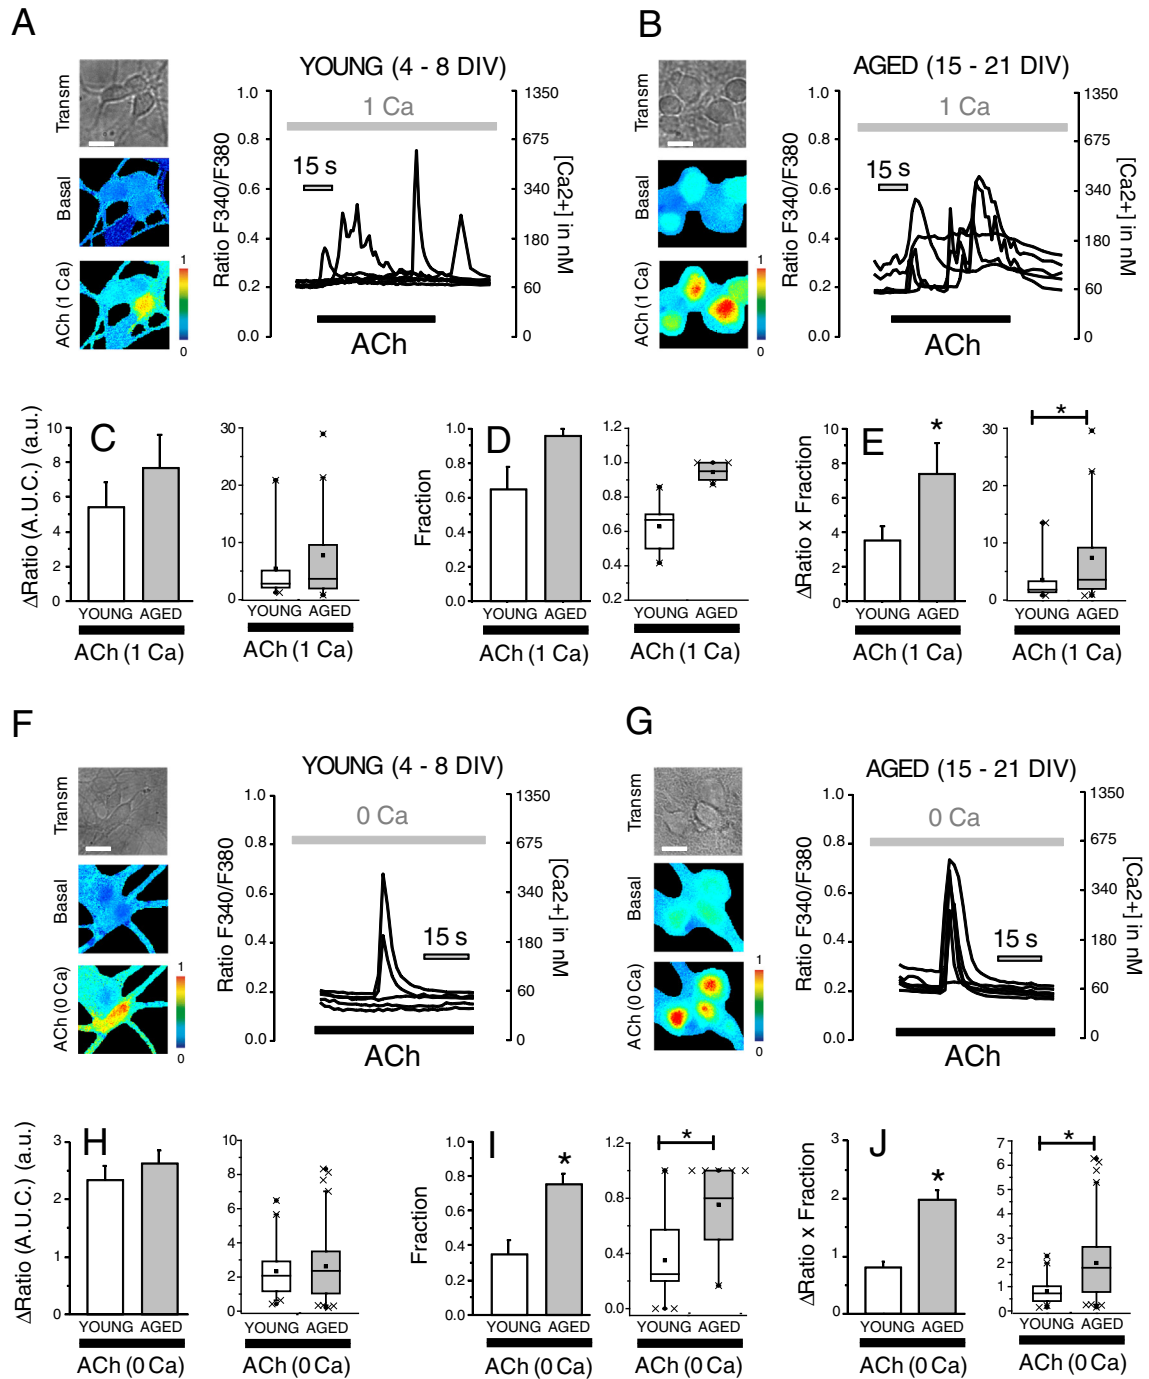 A
YOUNG (4 - 8 DIV)
Transm
Basal
ACh (1 Ca)
1
0
Ratio F340/F380
1.0
0.8
0.6
0.4
0.2
0.0
1 Ca
15 s
ACh
1350
675
340
180
60
0
[Ca2+] in nM
B
AGED (15 - 21 DIV)
Transm
Basal
ACh (1 Ca)
1
0
Ratio F340/F380
1.0
0.8
0.6
0.4
0.2
0.0
1 Ca
15 s
ACh
1350
675
340
180
60
0
[Ca2+] in nM
C
ΔRatio (A.U.C.) (a.u.)
10
8
6
4
2
0
YOUNG AGED
ACh (1 Ca)
30
20
10
0
YOUNG AGED
ACh (1 Ca)
D
Fraction
1.0
0.8
0.6
0.4
0.2
0.0
YOUNG AGED
ACh (1 Ca)
1.2
1.0
0.8
0.6
0.4
0.2
YOUNG AGED
ACh (1 Ca)
E
ΔRatio x Fraction
10
8
6
4
2
0
*
YOUNG AGED
ACh (1 Ca)
30
20
10
0
*
YOUNG AGED
ACh (1 Ca)
F
YOUNG (4 - 8 DIV)
Transm
Basal
ACh (0 Ca)
1
0
Ratio F340/F380
1.0
0.8
0.6
0.4
0.2
0.0
0 Ca
15 s
ACh
1350
675
340
180
60
0
[Ca2+] in nM
G
AGED (15 - 21 DIV)
Transm
Basal
ACh (0 Ca)
1
0
Ratio F340/F380
1.0
0.8
0.6
0.4
0.2
0.0
0 Ca
15 s
ACh
1350
675
340
180
60
0
[Ca2+] in nM
H
ΔRatio (A.U.C.) (a.u.)
3
2
1
0
YOUNG AGED
ACh (0 Ca)
10
8
6
4
2
0
YOUNG AGED
ACh (0 Ca)
I
Fraction
1.0
0.8
0.6
0.4
0.2
0.0
*
YOUNG AGED
ACh (0 Ca)
1.2
0.8
0.4
0.0
*
YOUNG AGED
ACh (0 Ca)
J
ΔRatio x Fraction
3
2
1
0
*
YOUNG AGED
ACh (0 Ca)
7
6
5
4
3
2
1
0
*
YOUNG AGED
ACh (0 Ca)